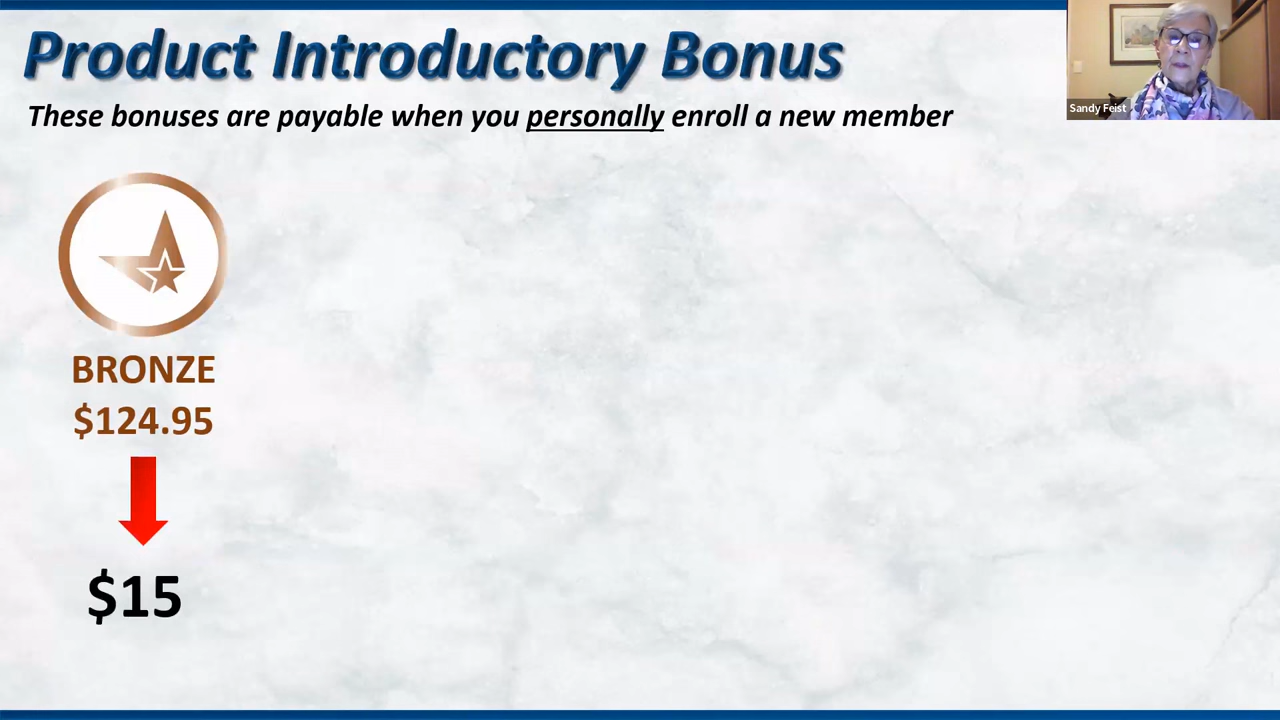 Product Introductory Bonus
These bonuses are payable when you personally enroll a new member
Sandy Feist
BRONZE
$124.95
$15